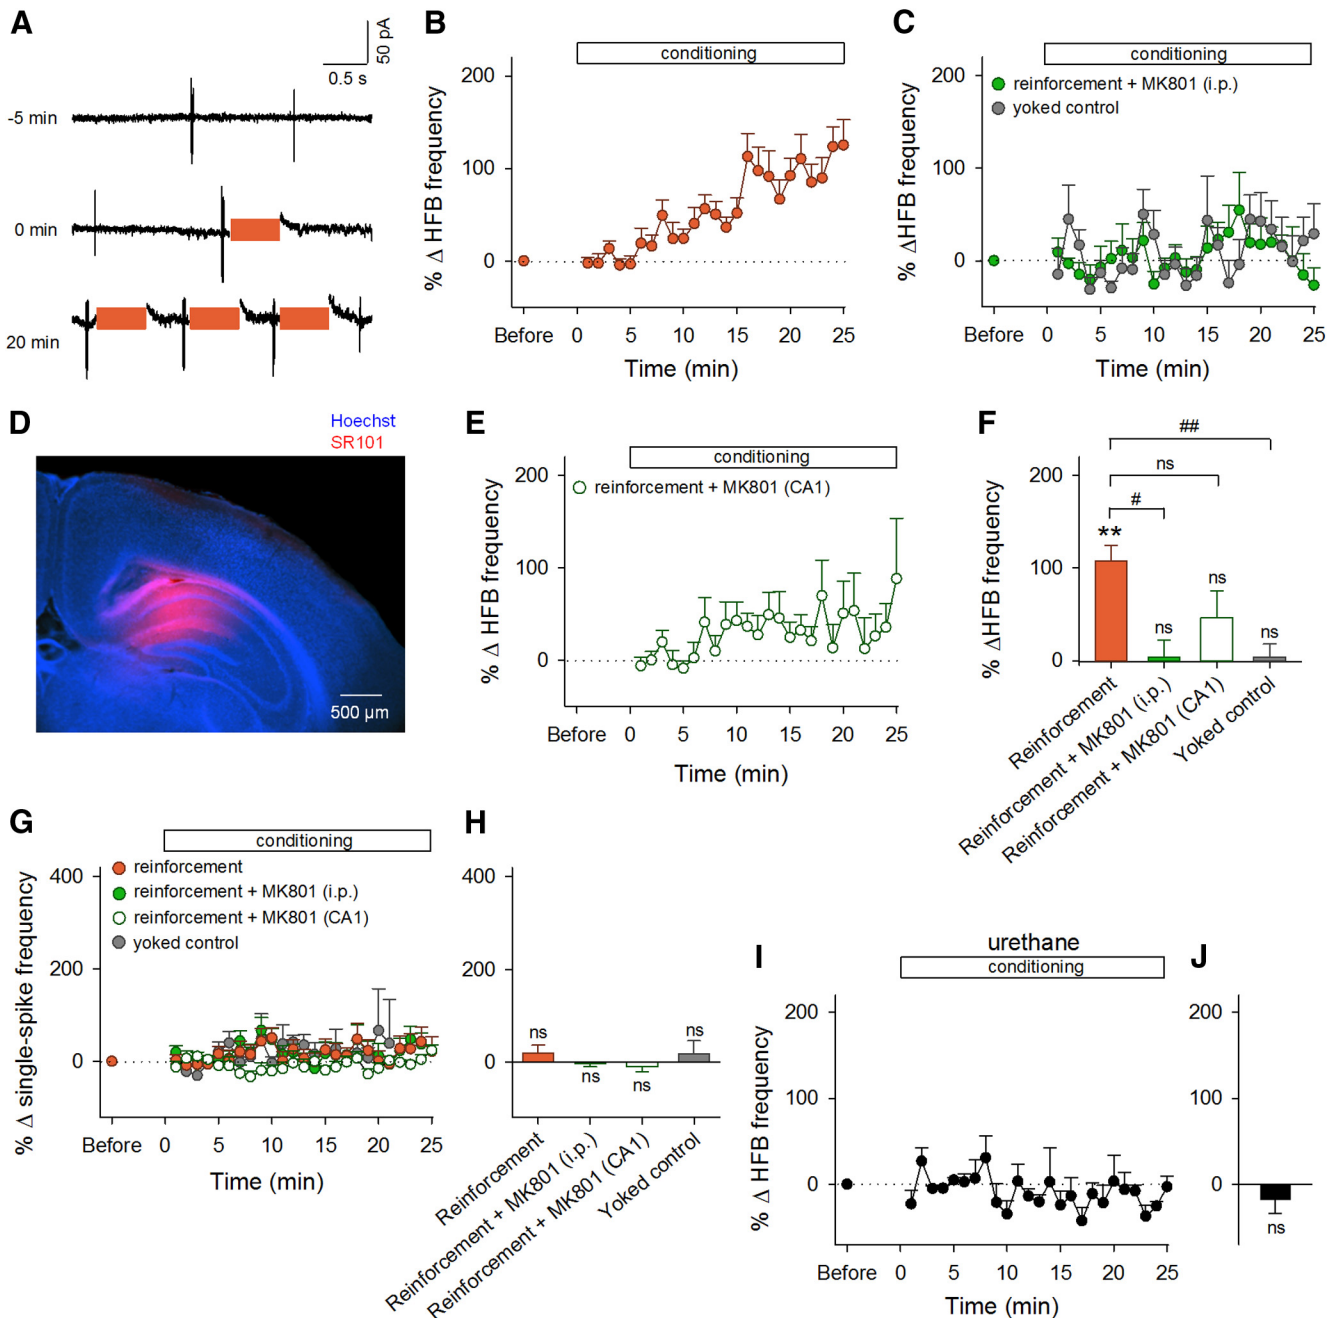 A
50 pA
0.5 s
-5 min
0 min
20 min
B
conditioning
% Δ HFB frequency
200
100
0
Before 0 5 10 15 20 25
Time (min)
C
conditioning
% ΔHFB frequency
200
100
0
reinforcement + MK801 (i.p.)
yoked control
Before 0 5 10 15 20 25
Time (min)
D
Hoechst
SR101
500 µm
E
conditioning
% Δ HFB frequency
200
100
0
reinforcement + MK801 (CA1)
Before 0 5 10 15 20 25
Time (min)
F
% ΔHFB frequency
200
100
0
##
ns
#
**
ns
ns
ns
Reinforcement
Reinforcement + MK801 (i.p.)
Reinforcement + MK801 (CA1)
Yoked control
G
conditioning
% Δ single-spike frequency
400
200
0
reinforcement
reinforcement + MK801 (i.p.)
reinforcement + MK801 (CA1)
yoked control
Before 0 5 10 15 20 25
Time (min)
H
400
200
0
ns
ns
ns
ns
Reinforcement
Reinforcement + MK801 (i.p.)
Reinforcement + MK801 (CA1)
Yoked control
I
urethane
conditioning
% Δ HFB frequency
200
100
0
Before 0 5 10 15 20 25
Time (min)
J
200
100
0
ns